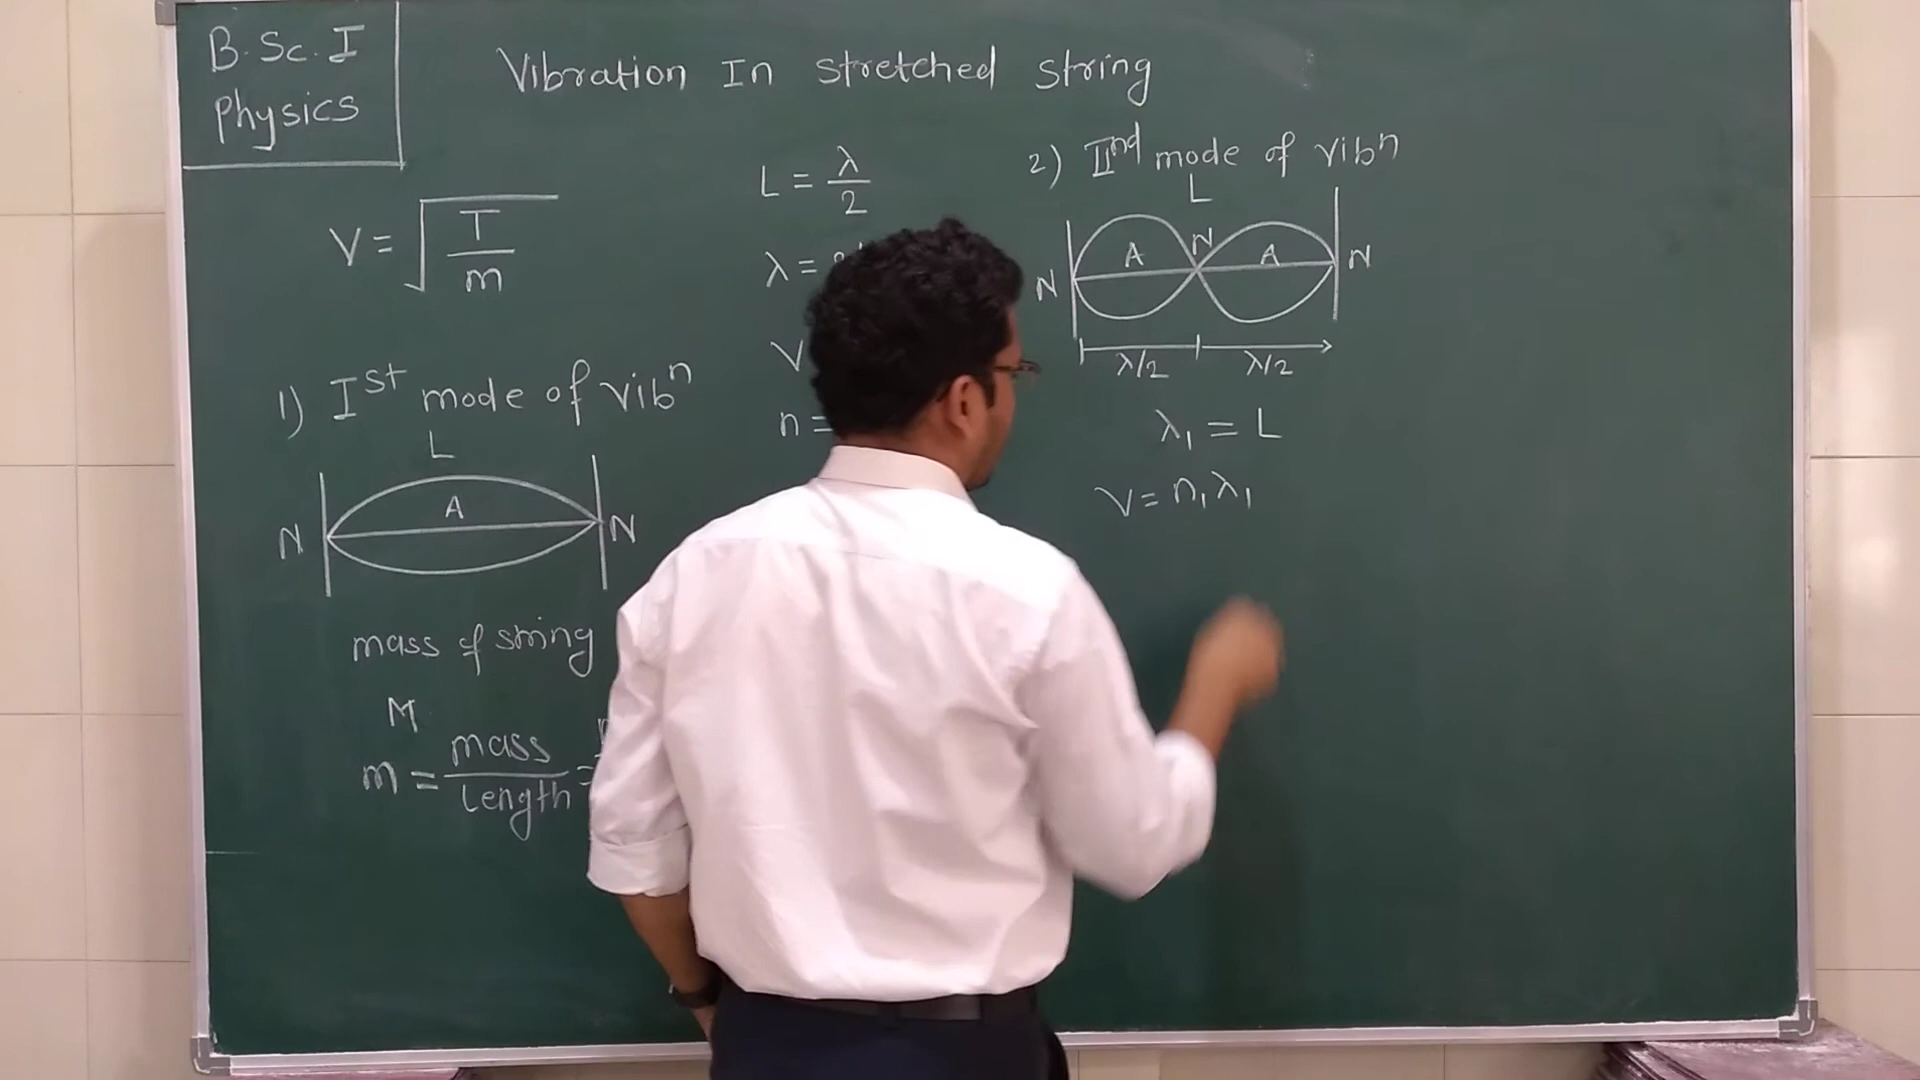 B.Sc. I
Physics
Vibration In Stretched String
V = √(T/m)
1) Ist mode of vibn
L
A
N N
mass of string
M
m = mass/Length =
L = λ/2
λ =
V
n =
2) IInd mode of vibn
L
A N A
N N
λ/2 λ/2
λ₁ = L
V = n₁λ₁